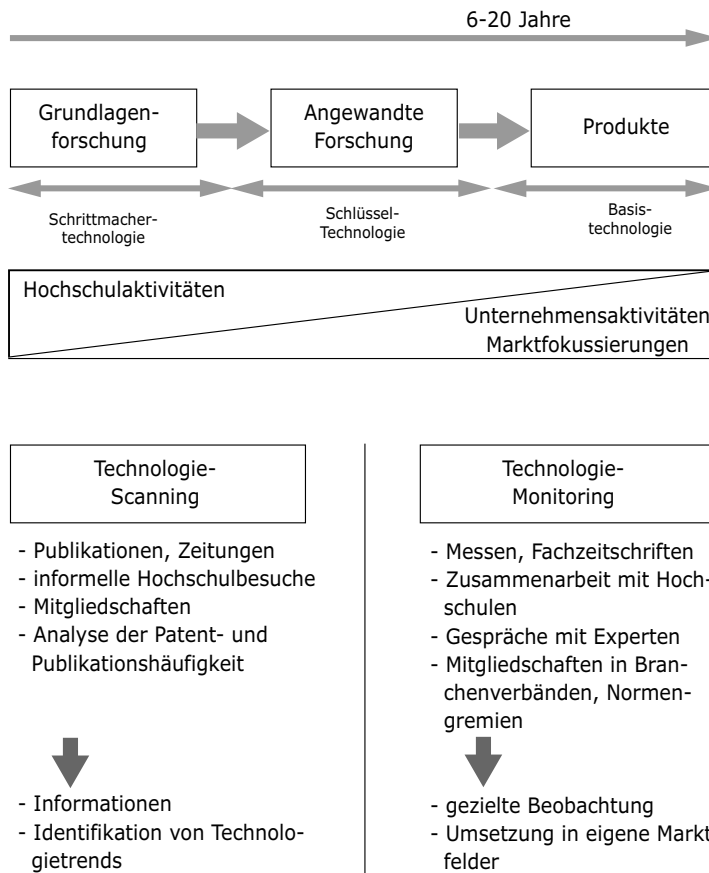 6-20 Jahre
Grundlagen-
forschung
Angewandte
Forschung
Produkte
Schrittmacher-
technologie
Schlüssel-
Technologie
Basis-
technologie
Hochschulaktivitäten
Unternehmensaktivitäten
Marktfokussierungen
Technologie-
Scanning
- Publikationen, Zeitungen
- informelle Hochschulbesuche
- Mitgliedschaften
- Analyse der Patent- und
Publikationshäufigkeit
- Informationen
- Identifikation von Technolo-
gietrends
Technologie-
Monitoring
- Messen, Fachzeitschriften
- Zusammenarbeit mit Hoch-
schulen
- Gespräche mit Experten
- Mitgliedschaften in Bran-
chenverbänden, Normen-
gremien
- gezielte Beobachtung
- Umsetzung in eigene Markt
felder